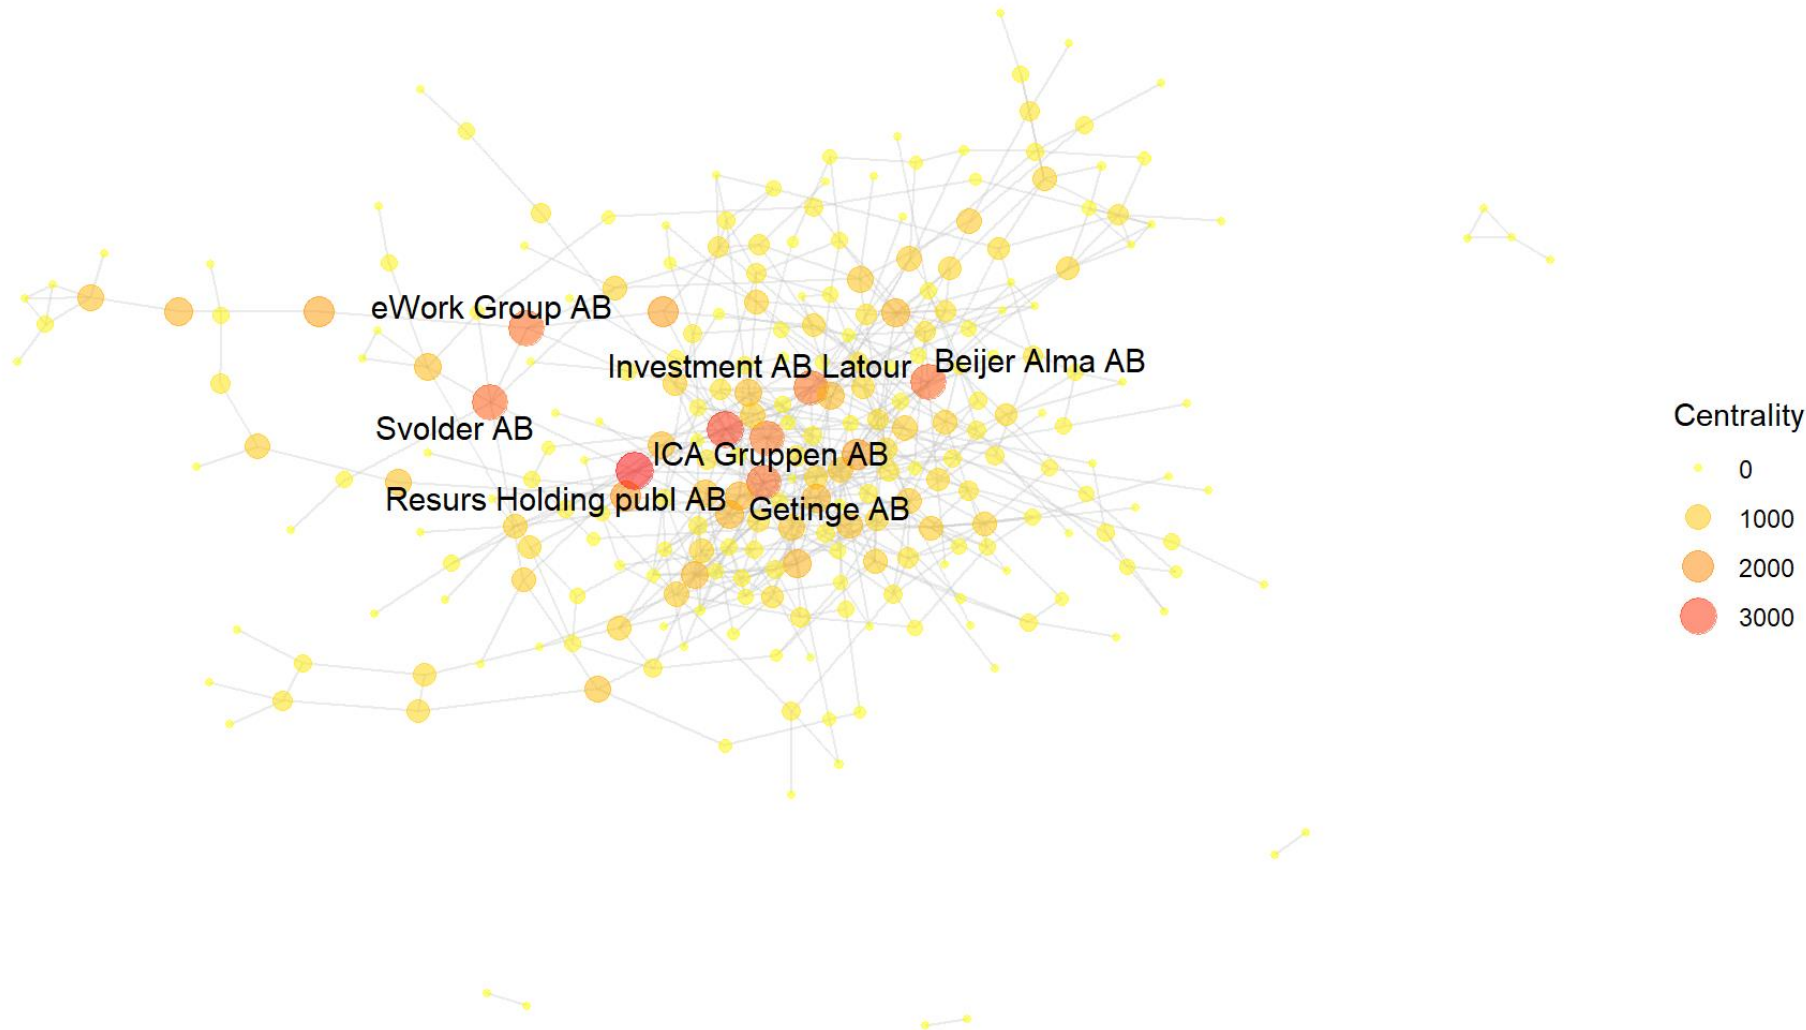 eWork Group AB
Investment AB Latour
Beijer Alma AB
Svolder AB
ICA Gruppen AB
Resurs Holding publ AB
Getinge AB
Centrality
0
1000
2000
3000